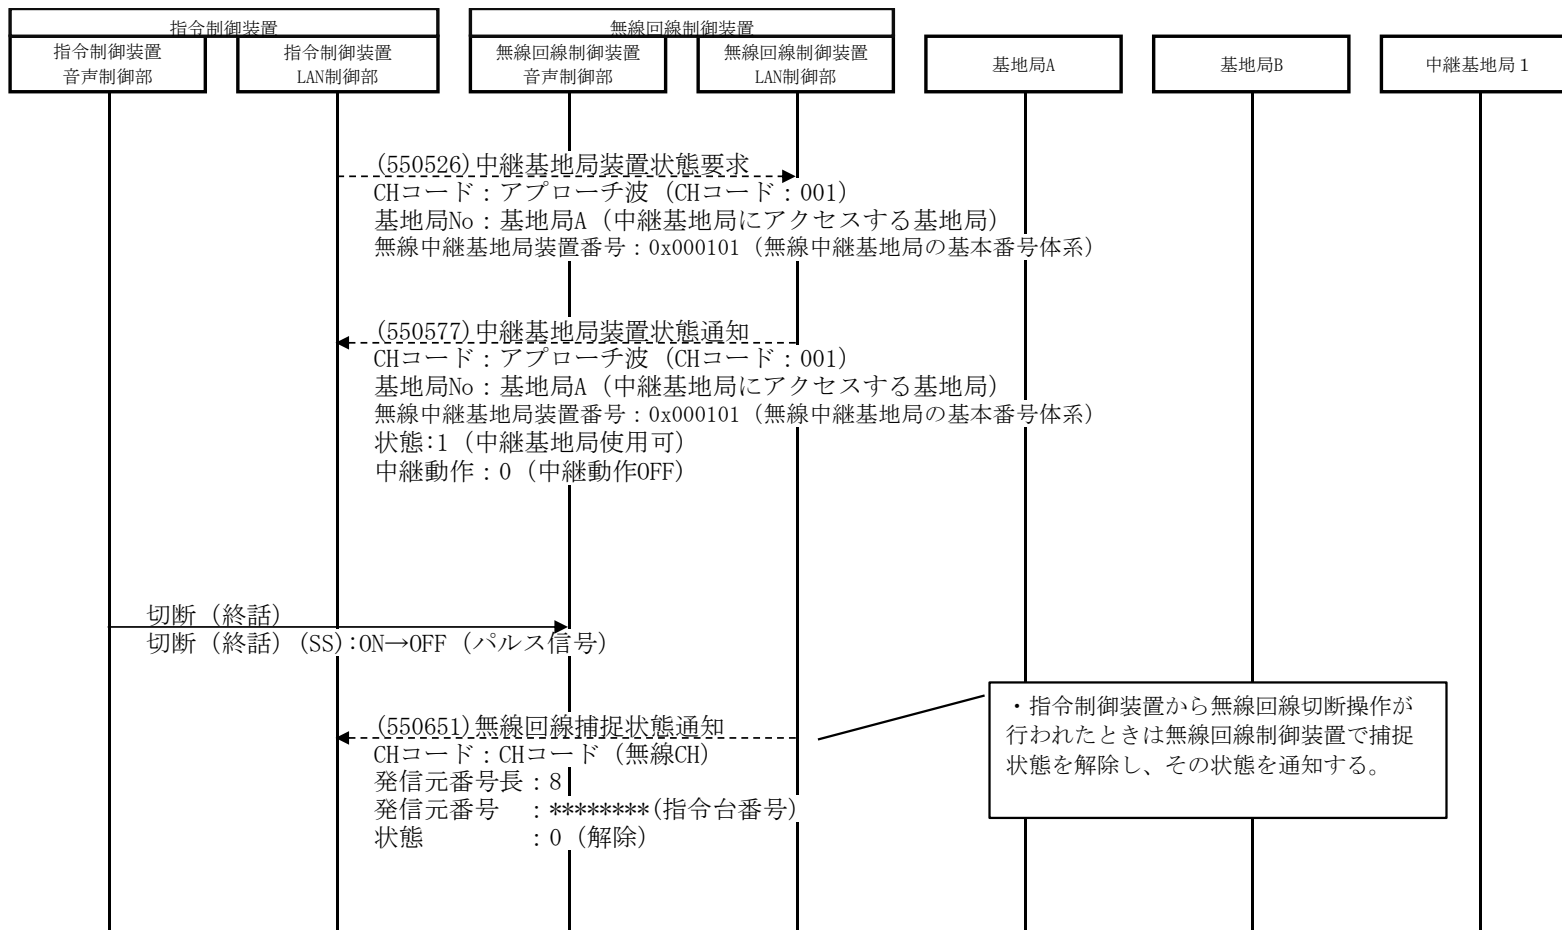 指令制御装置
無線回線制御装置
指令制御装置
音声制御部
指令制御装置
LAN制御部
無線回線制御装置
音声制御部
無線回線制御装置
LAN制御部
基地局A
基地局B
中継基地局１
(550526)中継基地局装置状態要求
CHコード：アプローチ波（CHコード：001）
基地局No：基地局A（中継基地局にアクセスする基地局）
無線中継基地局装置番号：0x000101（無線中継基地局の基本番号体系）
(550577)中継基地局装置状態通知
CHコード：アプローチ波（CHコード：001）
基地局No：基地局A（中継基地局にアクセスする基地局）
無線中継基地局装置番号：0x000101（無線中継基地局の基本番号体系）
状態:1（中継基地局使用可）
中継動作：0（中継動作OFF）
切断（終話）
切断（終話）(SS):ON→OFF（パルス信号）
(550651)無線回線捕捉状態通知
CHコード：CHコード（無線CH）
発信元番号長：8
発信元番号　：********(指令台番号)
状態　　　　：0（解除）
・指令制御装置から無線回線切断操作が
行われたときは無線回線制御装置で捕捉
状態を解除し、その状態を通知する。